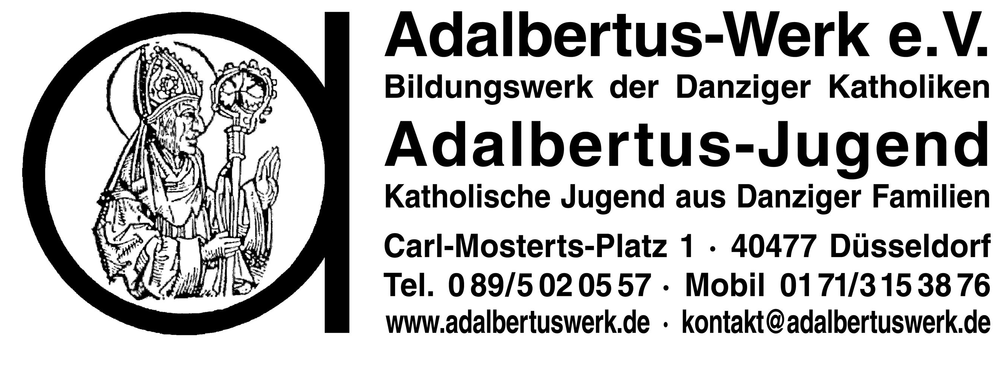 Adalbertus-Werk e.V.
Bildungswerk der Danziger Katholiken
Adalbertus-Jugend
Katholische Jugend aus Danziger Familien
Carl-Mosterts-Platz 1 · 40477 Düsseldorf
Tel. 0 89/5 02 05 57 · Mobil 01 71/3 15 38 76
www.adalbertuswerk.de · kontakt@adalbertuswerk.de